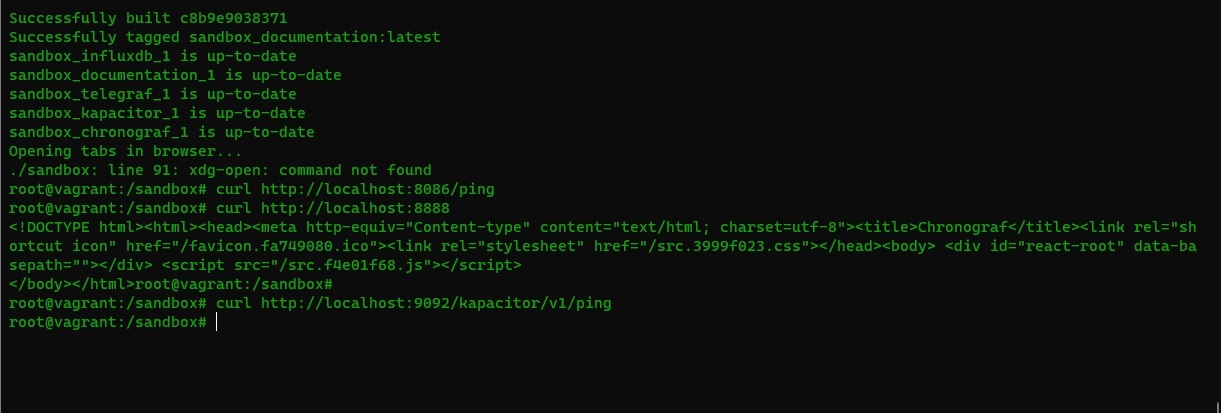 Successfully built c8b9e9038371
Successfully tagged sandbox_documentation:latest
sandbox_influxdb_1 is up-to-date
sandbox_documentation_1 is up-to-date
sandbox_telegraf_1 is up-to-date
sandbox_kapacitor_1 is up-to-date
sandbox_chronograf_1 is up-to-date
Opening tabs in browser...
./sandbox: line 91: xdg-open: command not found
root@vagrant:/sandbox# curl http://localhost:8086/ping
root@vagrant:/sandbox# curl http://localhost:8888
<!DOCTYPE html><html><head><meta http-equiv="Content-type" content="text/html; charset=utf-8"><title>Chronograf</title><link rel="sh
ortcut icon" href="/favicon.fa749080.ico"><link rel="stylesheet" href="/src.3999f023.css"></head><body> <div id="react-root" data-ba
sepath=""></div> <script src="/src.f4e01f68.js"></script>
</body></html>root@vagrant:/sandbox#
root@vagrant:/sandbox# curl http://localhost:9092/kapacitor/v1/ping
root@vagrant:/sandbox#